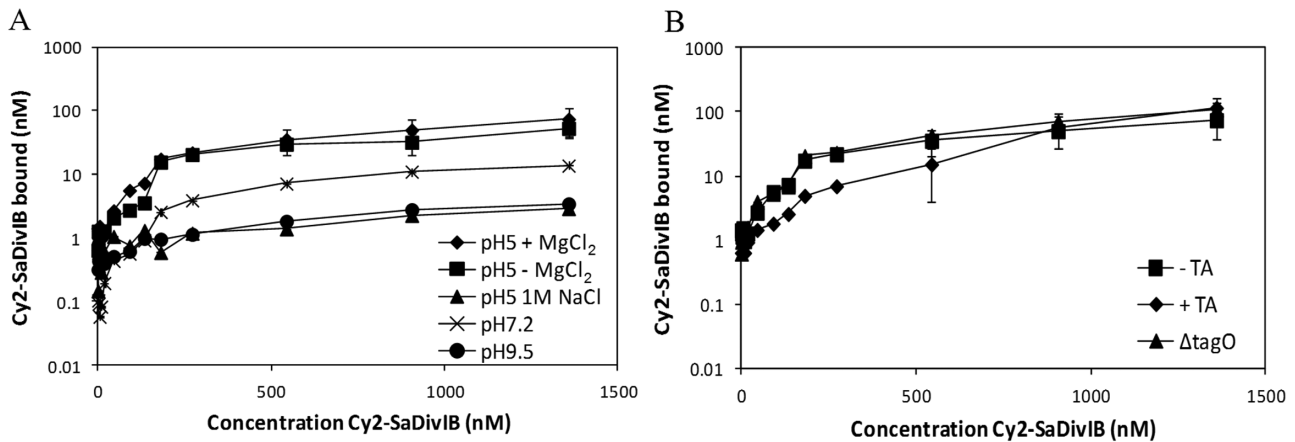 A
1000
100
10
1
0.1
0.01
0
500
1000
1500
Cy2-SaDivIB bound (nM)
Concentration Cy2-SaDivIB (nM)
pH5 + MgCl2
pH5 - MgCl2
pH5 1M NaCl
pH7.2
pH9.5
B
1000
100
10
1
0.1
0.01
0
500
1000
1500
Cy2-SaDivIB bound (nM)
Concentration Cy2-SaDivIB (nM)
- TA
+ TA
ΔtagO